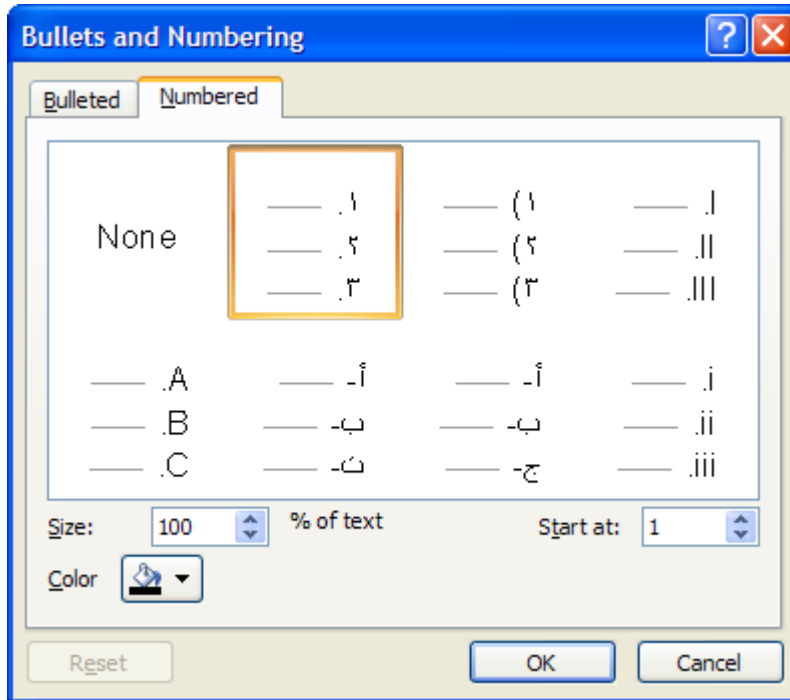 Bullets and Numbering
Bulleted
Numbered
None
١.
٢.
٣.
١)
٢)
٣)
I.
II.
III.
A.
B.
C.
أ-
ب-
ت-
أ-
ب-
ج-
i.
ii.
iii.
Size:
100
% of text
Start at:
1
Color
Reset
OK
Cancel